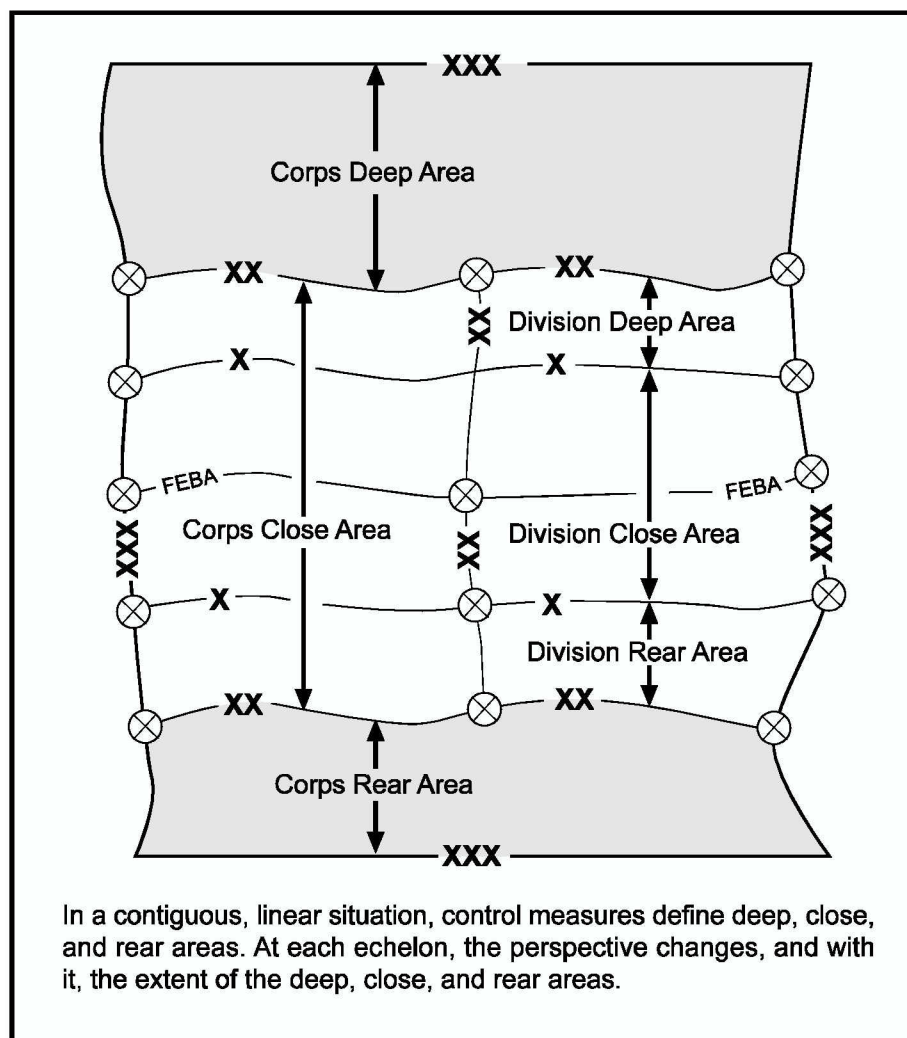 XXX
Corps Deep Area
XX
XX
XX
Division Deep Area
X
X
FEBA
FEBA
Corps Close Area
Division Close Area
XXX
XX
XXX
X
X
Division Rear Area
XX
XX
Corps Rear Area
XXX
In a contiguous, linear situation, control measures define deep, close,
and rear areas. At each echelon, the perspective changes, and with
it, the extent of the deep, close, and rear areas.